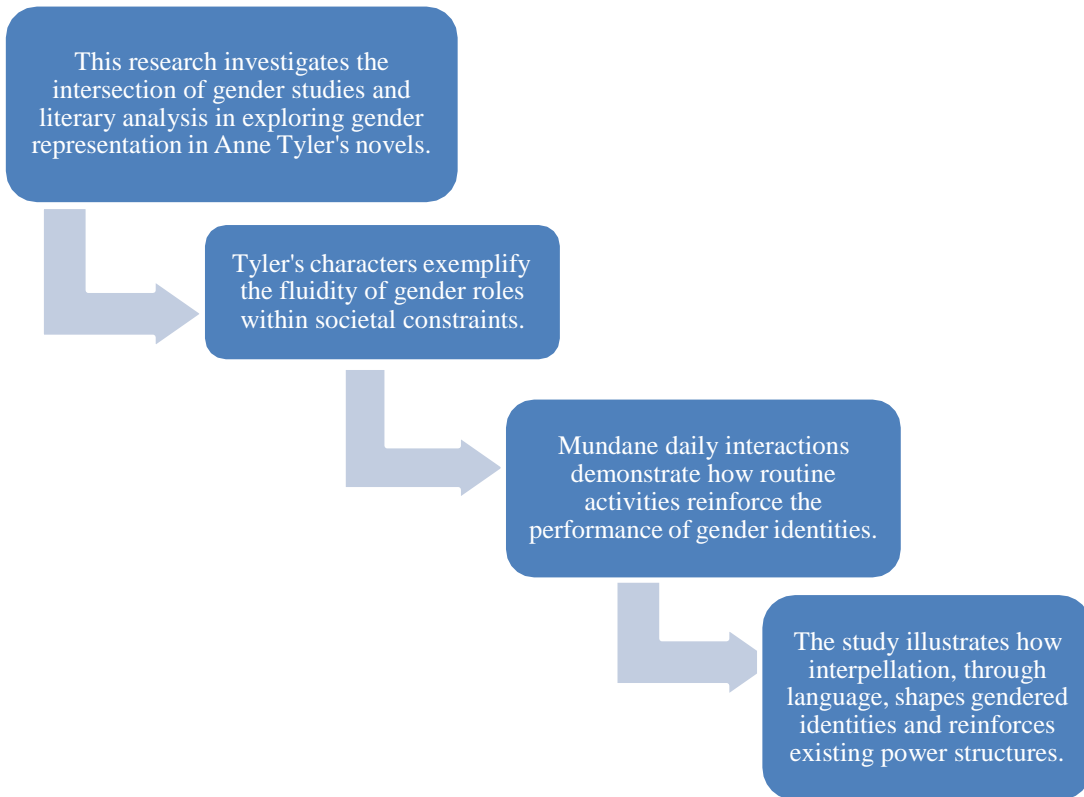 This research investigates the
intersection of gender studies and
literary analysis in exploring gender
representation in Anne Tyler's novels.
Tyler's characters exemplify
the fluidity of gender roles
within societal constraints.
Mundane daily interactions
demonstrate how routine
activities reinforce the
performance of gender identities.
The study illustrates how
interpellation, through
language, shapes gendered
identities and reinforces
existing power structures.